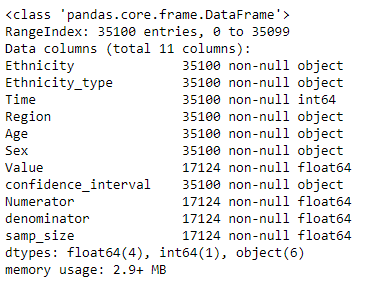 <class 'pandas.core.frame.DataFrame'>
RangeIndex: 35100 entries, 0 to 35099
Data columns (total 11 columns):
Ethnicity 35100 non-null object
Ethnicity_type 35100 non-null object
Time 35100 non-null int64
Region 35100 non-null object
Age 35100 non-null object
Sex 35100 non-null object
Value 17124 non-null float64
confidence_interval 35100 non-null object
Numerator 17124 non-null float64
denominator 17124 non-null float64
samp_size 17124 non-null float64
dtypes: float64(4), int64(1), object(6)
memory usage: 2.9+ MB